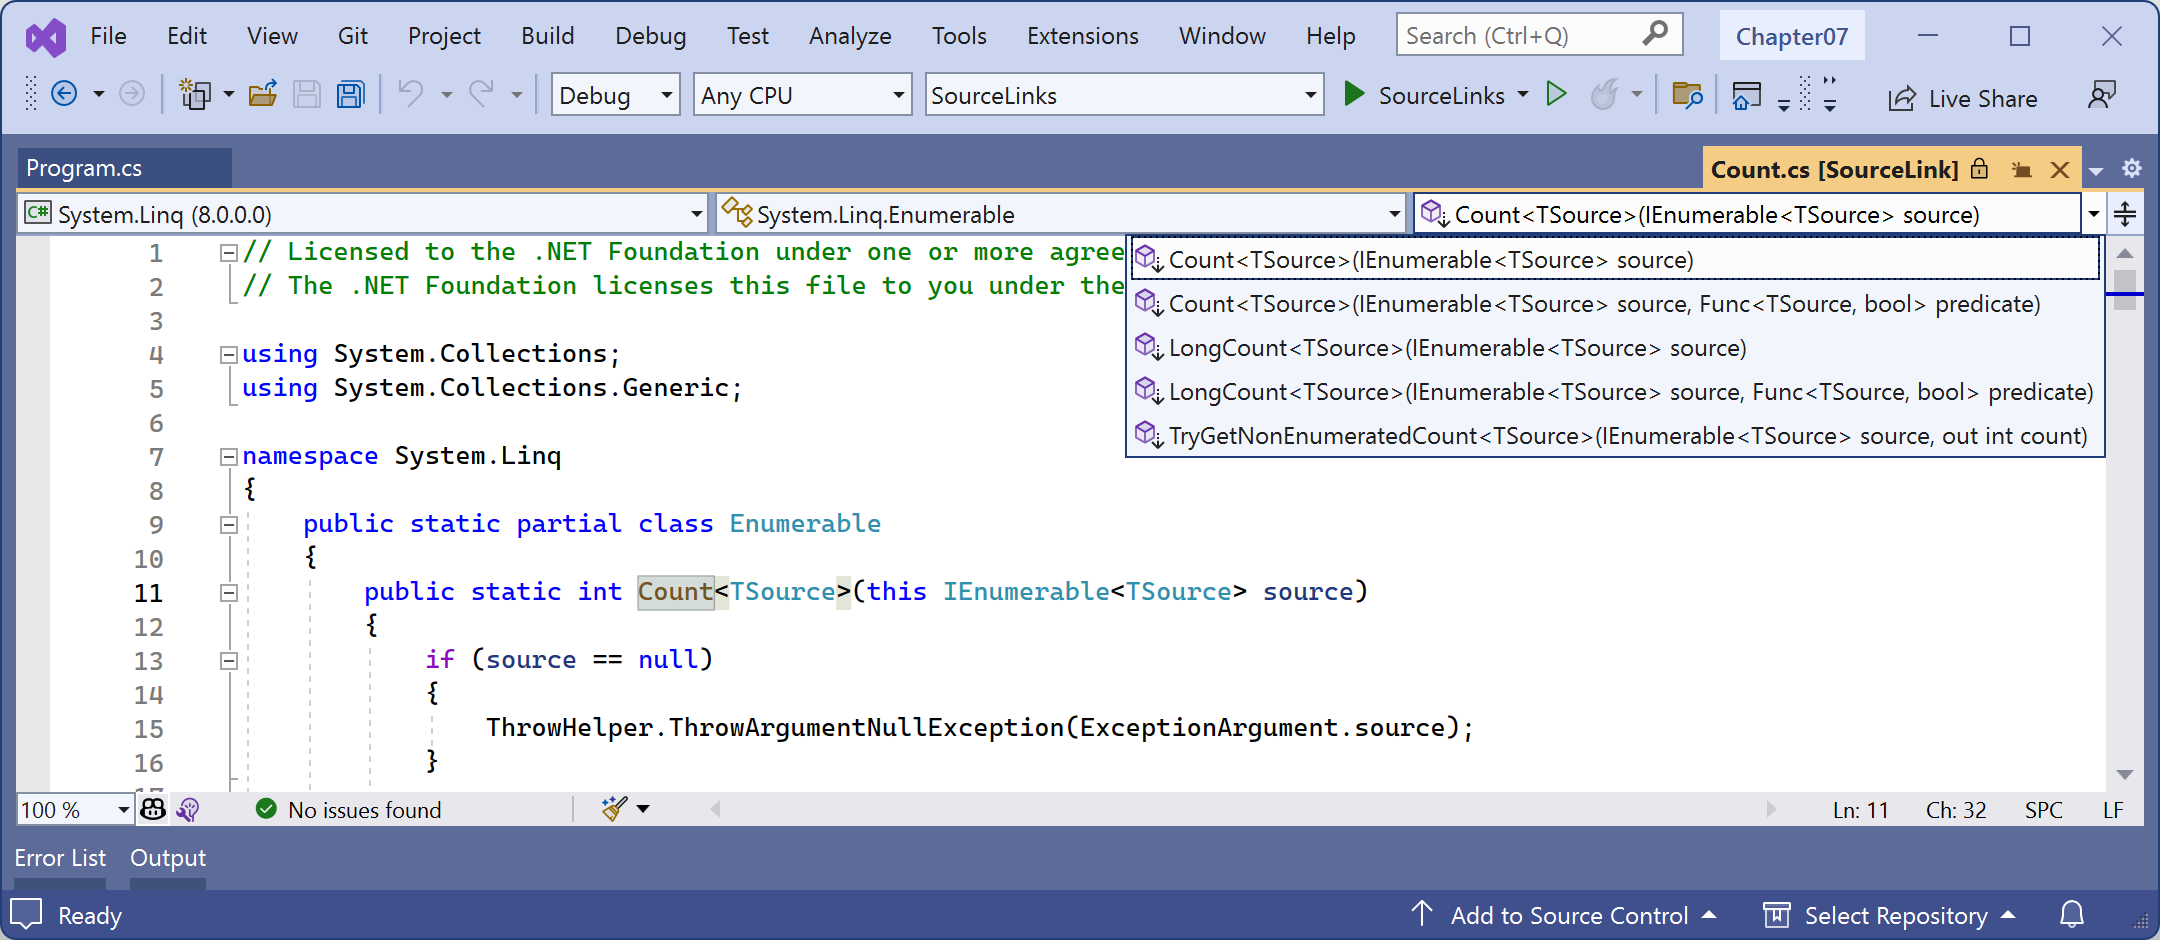 File Edit View Git Project Build Debug Test Analyze Tools Extensions Window Help Search (Ctrl+Q) Chapter07
Debug Any CPU SourceLinks SourceLinks Live Share
Program.cs Count.cs [SourceLink]
C# System.Linq (8.0.0.0) System.Linq.Enumerable Count<TSource>(IEnumerable<TSource> source)
Count<TSource>(IEnumerable<TSource> source)
Count<TSource>(IEnumerable<TSource> source, Func<TSource, bool> predicate)
LongCount<TSource>(IEnumerable<TSource> source)
LongCount<TSource>(IEnumerable<TSource> source, Func<TSource, bool> predicate)
TryGetNonEnumeratedCount<TSource>(IEnumerable<TSource> source, out int count)
1 // Licensed to the .NET Foundation under one or more agree
2 // The .NET Foundation licenses this file to you under the
3
4 using System.Collections;
5 using System.Collections.Generic;
6
7 namespace System.Linq
8 {
9 public static partial class Enumerable
10 {
11 public static int Count<TSource>(this IEnumerable<TSource> source)
12 {
13 if (source == null)
14 {
15 ThrowHelper.ThrowArgumentNullException(ExceptionArgument.source);
16 }
100 % No issues found Ln: 11 Ch: 32 SPC LF
Error List Output
Ready Add to Source Control Select Repository